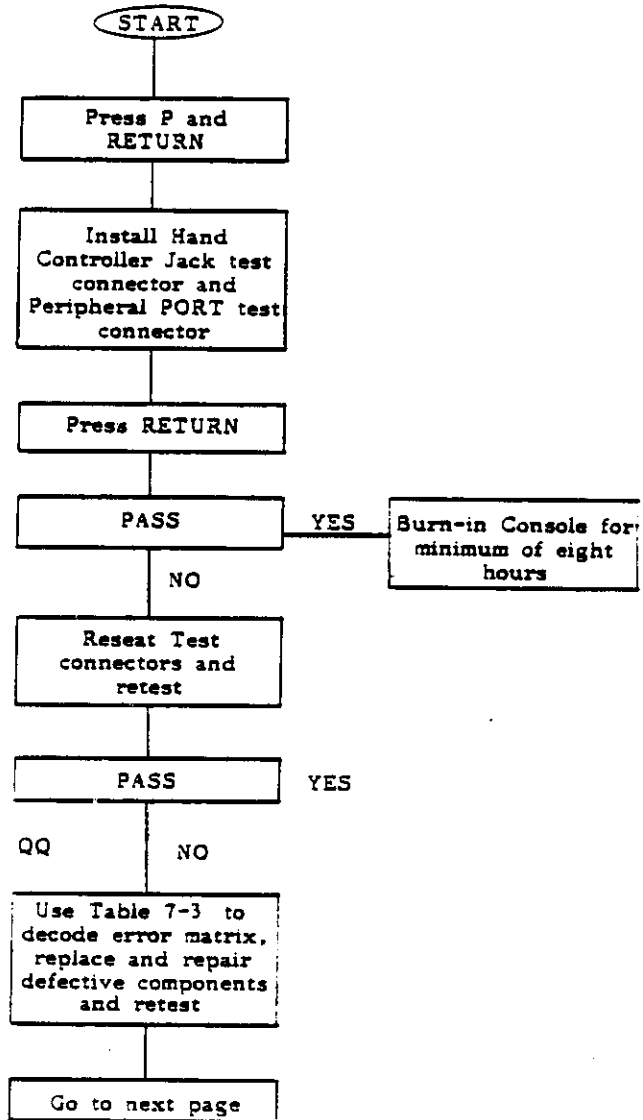 START
Press P and
RETURN
Install Hand
Controller Jack test
connector and
Peripheral PORT test
connector
Press RETURN
PASS
YES
Burn-in Console for
minimum of eight
hours
NO
Reseat Test
connectors and
retest
PASS
YES
QQ
NO
Use Table 7-3 to
decode error matrix,
replace and repair
defective components
and retest
Go to next page